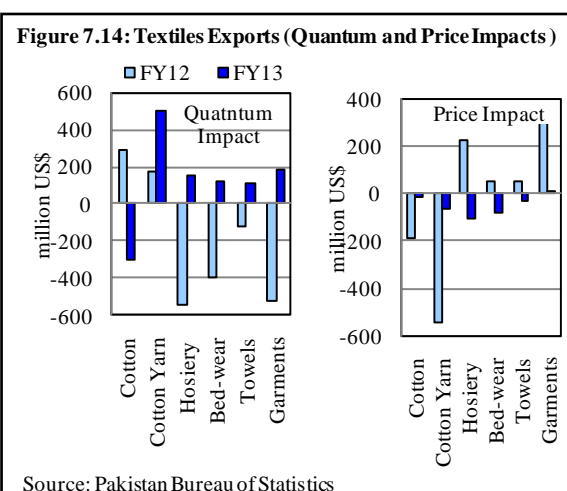 Figure 7.14: Textiles Exports (Quantum and Price Impacts )
FY12 FY13
600
400
200
0
-200
-400
-600
million US$
Quatntum
Impact
Cotton
Cotton Yarn
Hosiery
Bed-wear
Towels
Garments
400
200
0
-200
-400
-600
million US$
Price Impact
Cotton
Cotton Yarn
Hosiery
Bed-wear
Towels
Garments
Source: Pakistan Bureau of Statistics